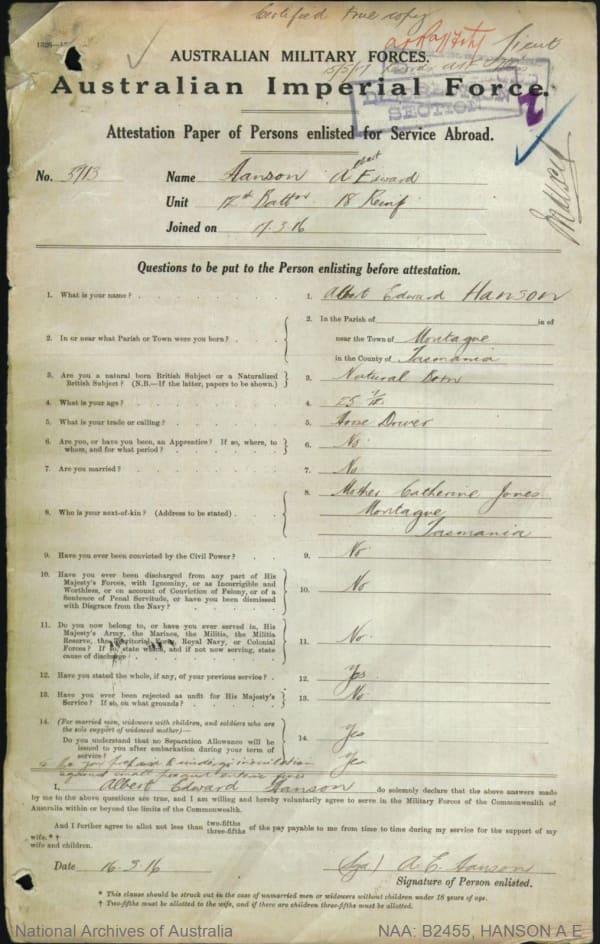 Certified true copy
Lieut
15/5/17
AUSTRALIAN MILITARY FORCES.
Australian Imperial Force.
SECTION
Attestation Paper of Persons enlisted for Service Abroad.
No. 5713 Name Hanson Albert Edward
Unit 12th Battn 18 Reinf
Joined on 17.3.16
Questions to be put to the Person enlisting before attestation.
1. What is your name? 1. Albert Edward Hanson
2. In or near what Parish or Town were you born? 2. In the Parish of in or
near the Town of Montague
in the County of Tasmania
3. Are you a natural born British Subject or a Naturalized
British Subject? (N.B.—If the latter, papers to be shown.) 3. Natural Born
4. What is your age? 4. 25
5. What is your trade or calling? 5. Horse Driver
6. Are you, or have you been, an Apprentice? If so, where, to
whom, and for what period? 6. No
7. Are you married? 7. No
8. Who is your next-of-kin? (Address to be stated) 8. Mother Catherine Jones
Montague
Tasmania
9. Have you ever been convicted by the Civil Power? 9. No
10. Have you ever been discharged from any part of His
Majesty's Forces, with Ignominy, or as Incorrigible and
Worthless, or on account of Conviction of Felony, or of a
Sentence of Penal Servitude, or have you been dismissed
with Disgrace from the Navy? 10. No
11. Do you now belong to, or have you ever served in, His
Majesty's Army, the Marines, the Militia, the Militia
Reserve, the Territorial Force, Royal Navy, or Colonial
Forces? If so, state which, and if not now serving, state
cause of discharge 11. No.
12. Have you stated the whole, if any, of your previous service? 12. Yes
13. Have you ever been rejected as unfit for His Majesty's
Service? If so, on what grounds? 13. No
14. (For married men, widowers with children, and soldiers who are
the sole support of widowed mother)—
Do you understand that no Separation Allowance will be
issued to you after embarkation during your term of
service? 14. Yes
Are you prepared to undergo inoculation
against small pox and enteric fever Yes
I, Albert Edward Hanson do solemnly declare that the above answers made
by me to the above questions are true, and I am willing and hereby voluntarily agree to serve in the Military Forces of the Commonwealth of
Australia within or beyond the limits of the Commonwealth.
And I further agree to allot not less than two-fifths three-fifths of the pay payable to me from time to time during my service for the support of my
wife.* †
wife and children.
Date 16.3.16 (Sgd) A. E. Hanson
Signature of Person enlisted.
* This clause should be struck out in the case of unmarried men or widowers without children under 18 years of age.
† Two-fifths must be allotted to the wife, and if there are children three-fifths must be allotted.
National Archives of Australia NAA: B2455, HANSON A E